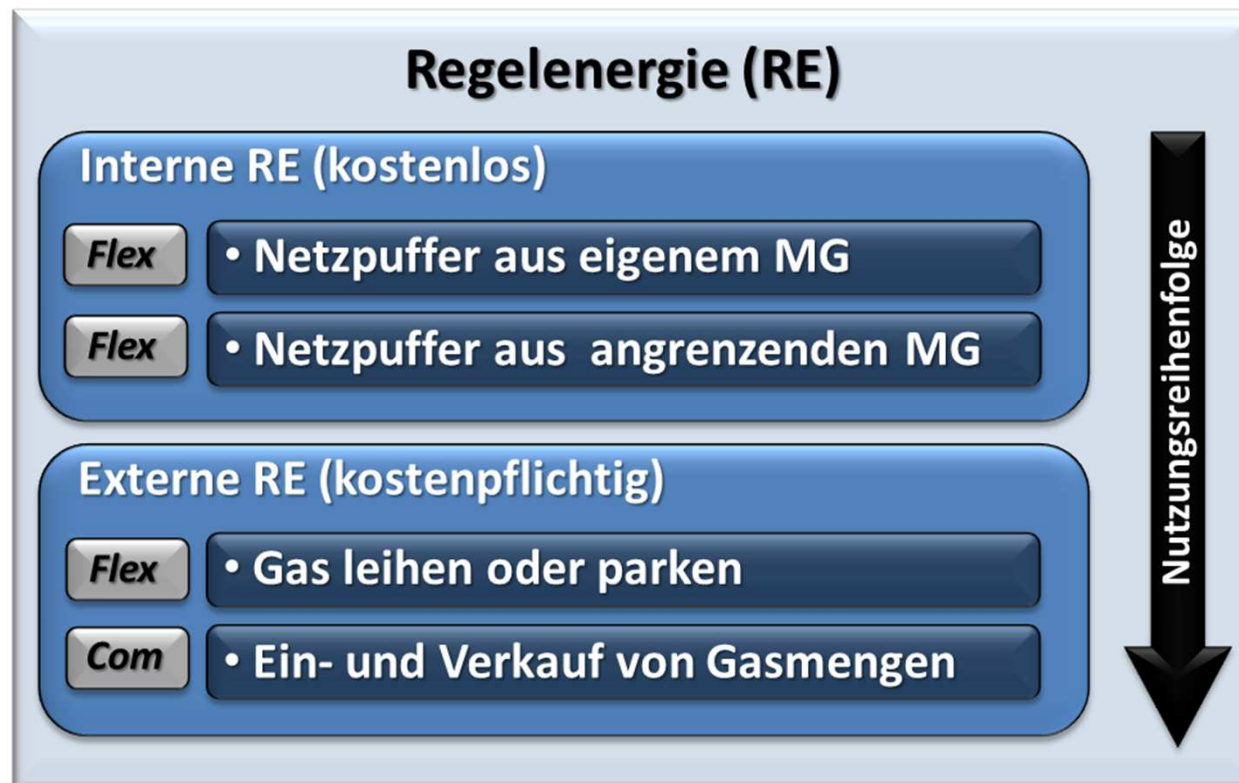 Regelenergie (RE)
Interne RE (kostenlos)
Flex
• Netzpuffer aus eigenem MG
Flex
• Netzpuffer aus angrenzenden MG
Externe RE (kostenpflichtig)
Flex
• Gas leihen oder parken
Com
• Ein- und Verkauf von Gasmengen
Nutzungsreihenfolge